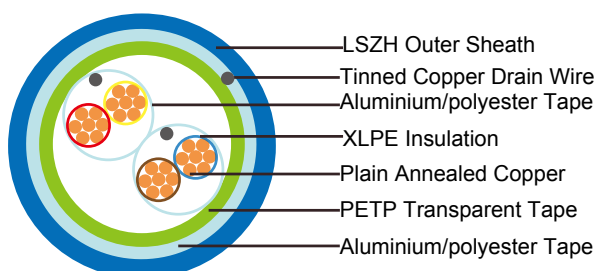 LSZH Outer Sheath
Tinned Copper Drain Wire
Aluminium/polyester Tape
XLPE Insulation
Plain Annealed Copper
PETP Transparent Tape
Aluminium/polyester Tape